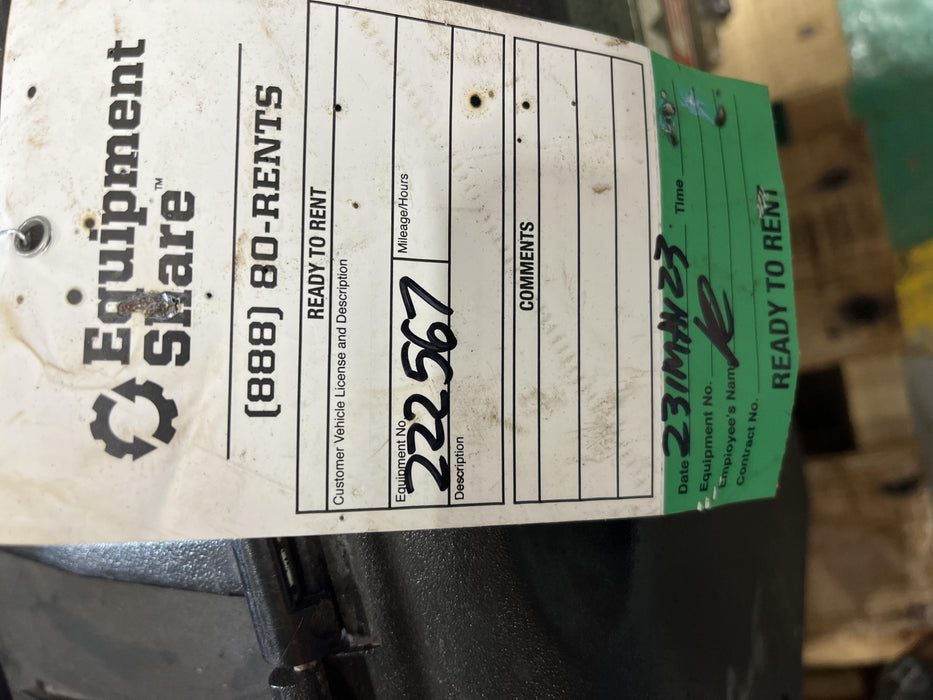 Equipment
Share™
(888) 80-RENTS
READY TO RENT
Customer Vehicle License and Description
Equipment No. Mileage/Hours
222567
Description
COMMENTS
Date Time
Equipment No.
Employee's Name
Contract No.
READY TO RENT